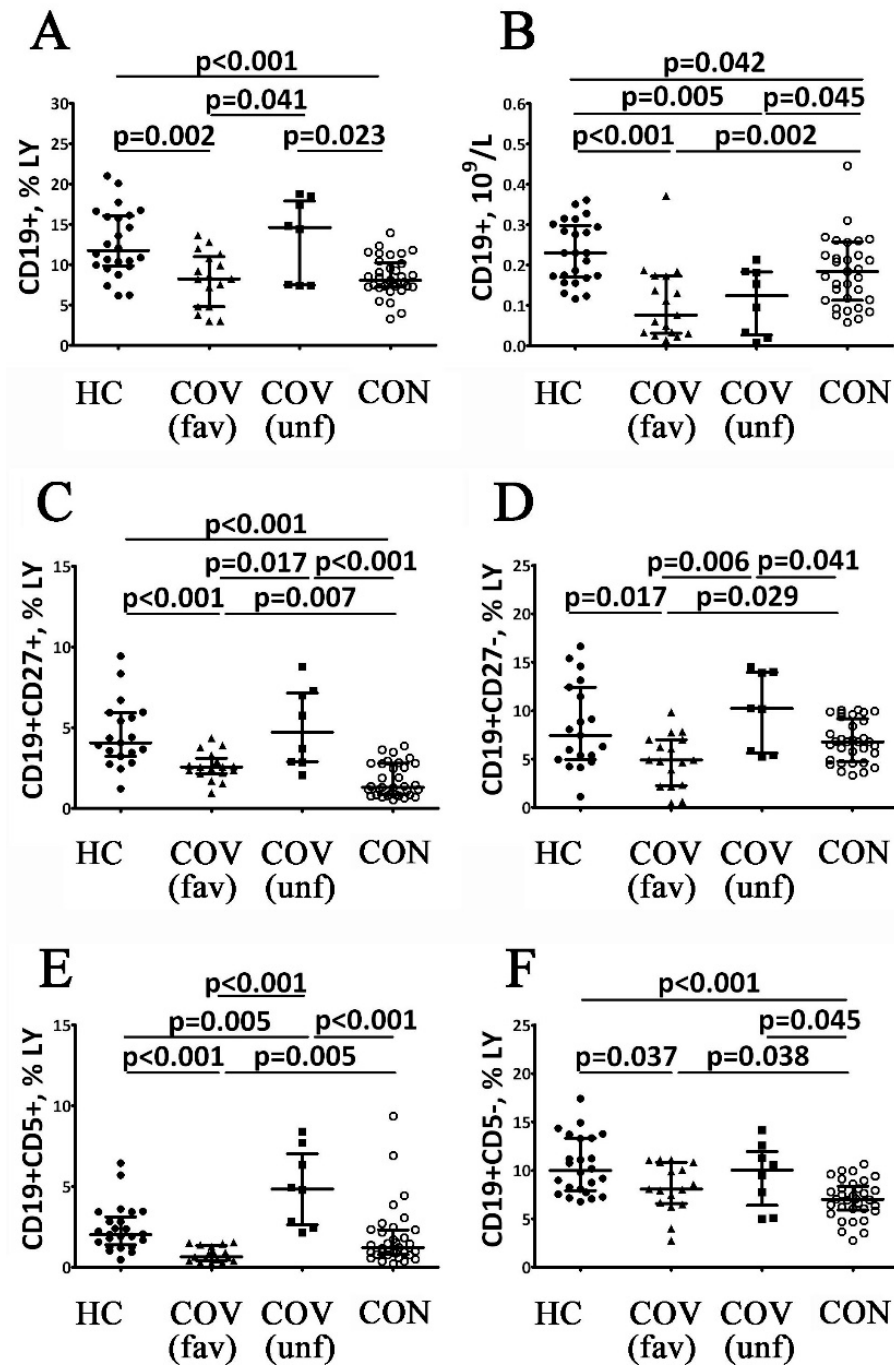 A
p<0.001
p=0.041
p=0.002
p=0.023
CD19+, % LY
30
25
20
15
10
5
0
HC
COV
(fav)
COV
(unf)
CON
B
p=0.042
p=0.005
p=0.045
p<0.001
p=0.002
CD19+, 10⁹/L
0.6
0.5
0.4
0.3
0.2
0.1
0.0
HC
COV
(fav)
COV
(unf)
CON
C
p<0.001
p=0.017
p<0.001
p<0.001
p=0.007
CD19+CD27+, % LY
15
10
5
0
HC
COV
(fav)
COV
(unf)
CON
D
p=0.006
p=0.041
p=0.017
p=0.029
CD19+CD27-, % LY
25
20
15
10
5
0
HC
COV
(fav)
COV
(unf)
CON
E
p<0.001
p=0.005
p<0.001
p<0.001
p=0.005
CD19+CD5+, % LY
15
10
5
0
HC
COV
(fav)
COV
(unf)
CON
F
p<0.001
p=0.045
p=0.037
p=0.038
CD19+CD5-, % LY
25
20
15
10
5
0
HC
COV
(fav)
COV
(unf)
CON